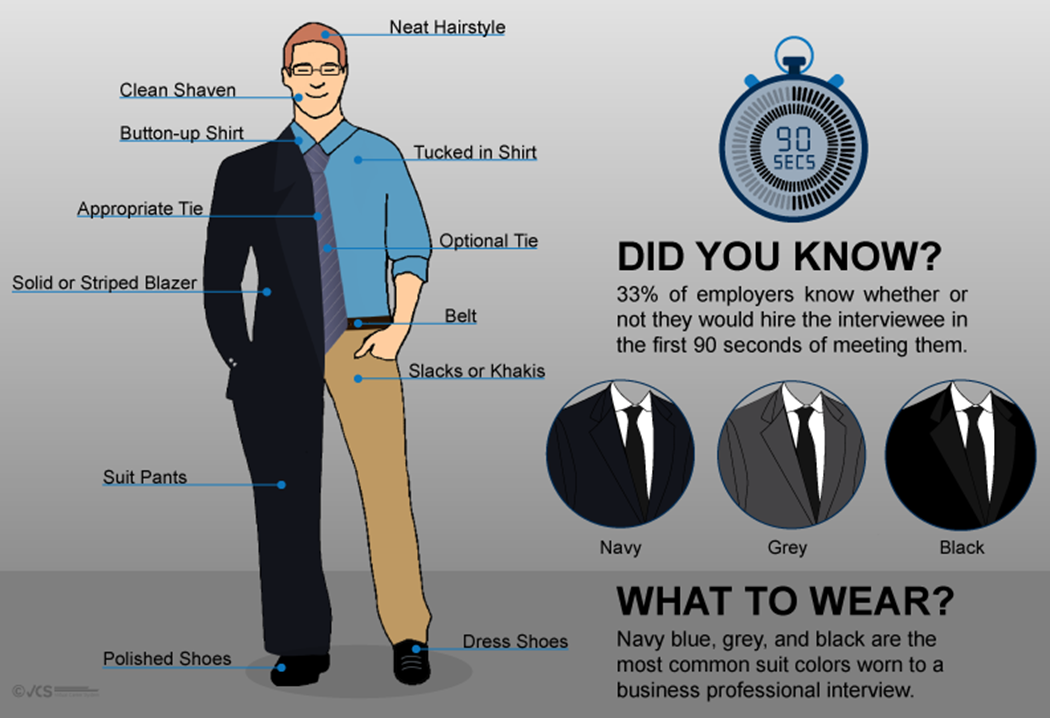 Neat Hairstyle
Clean Shaven
Button-up Shirt
Tucked in Shirt
Appropriate Tie
Optional Tie
Solid or Striped Blazer
Belt
Slacks or Khakis
Suit Pants
Dress Shoes
Polished Shoes
90
SECS
DID YOU KNOW?
33% of employers know whether or
not they would hire the interviewee in
the first 90 seconds of meeting them.
Navy
Grey
Black
WHAT TO WEAR?
Navy blue, grey, and black are the
most common suit colors worn to a
business professional interview.